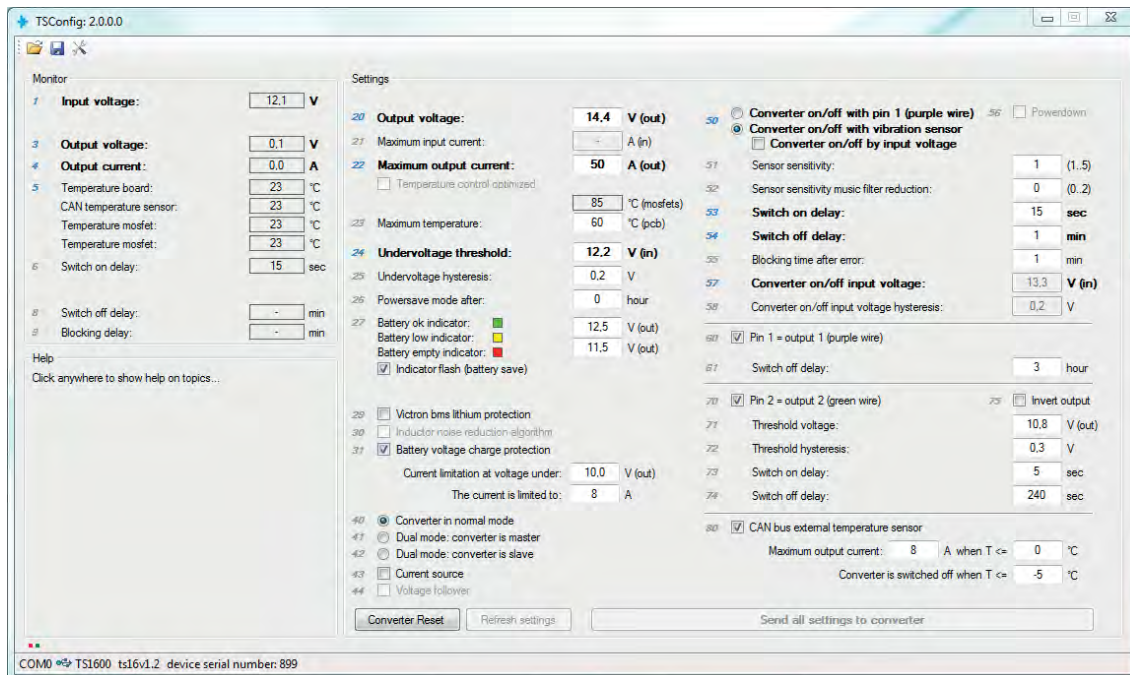 TSConfig: 2.0.0.0
Monitor
1 Input voltage: 12,1 V
3 Output voltage: 0,1 V
4 Output current: 0,0 A
5 Temperature board: 23 °C
CAN temperature sensor: 23 °C
Temperature mosfet: 23 °C
Temperature mosfet: 23 °C
6 Switch on delay: 15 sec
8 Switch off delay: - min
9 Blocking delay: - min
Help
Click anywhere to show help on topics...
Settings
20 Output voltage: 14,4 V (out)
21 Maximum input current: - A (in)
22 Maximum output current: 50 A (out)
Temperature control optimized
85 °C (mosfets)
23 Maximum temperature: 60 °C (pcb)
24 Undervoltage threshold: 12,2 V (in)
25 Undervoltage hysteresis: 0,2 V
26 Powersave mode after: 0 hour
27 Battery ok indicator: 12,5 V (out)
Battery low indicator:
Battery empty indicator: 11,5 V (out)
Indicator flash (battery save)
29 Victron bms lithium protection
30 Inductor noise reduction algorithm
31 Battery voltage charge protection
Current limitation at voltage under: 10,0 V (out)
The current is limited to: 8 A
40 Converter in normal mode
41 Dual mode: converter is master
42 Dual mode: converter is slave
43 Current source
44 Voltage follower
50 Converter on/off with pin 1 (purple wire) 56 Powerdown
Converter on/off with vibration sensor
Converter on/off by input voltage
51 Sensor sensitivity: 1 (1..5)
52 Sensor sensitivity music filter reduction: 0 (0..2)
53 Switch on delay: 15 sec
54 Switch off delay: 1 min
55 Blocking time after error: 1 min
57 Converter on/off input voltage: 13,3 V (in)
58 Converter on/off input voltage hysteresis: 0,2 V
60 Pin 1 = output 1 (purple wire)
61 Switch off delay: 3 hour
70 Pin 2 = output 2 (green wire) 75 Invert output
71 Threshold voltage: 10,8 V (out)
72 Threshold hysteresis: 0,3 V
73 Switch on delay: 5 sec
74 Switch off delay: 240 sec
80 CAN bus external temperature sensor
Maximum output current: 8 A when T <= 0 °C
Converter is switched off when T <= -5 °C
Converter Reset Refresh settings Send all settings to converter
COM0 TS1600 ts16v1.2 device serial number: 899